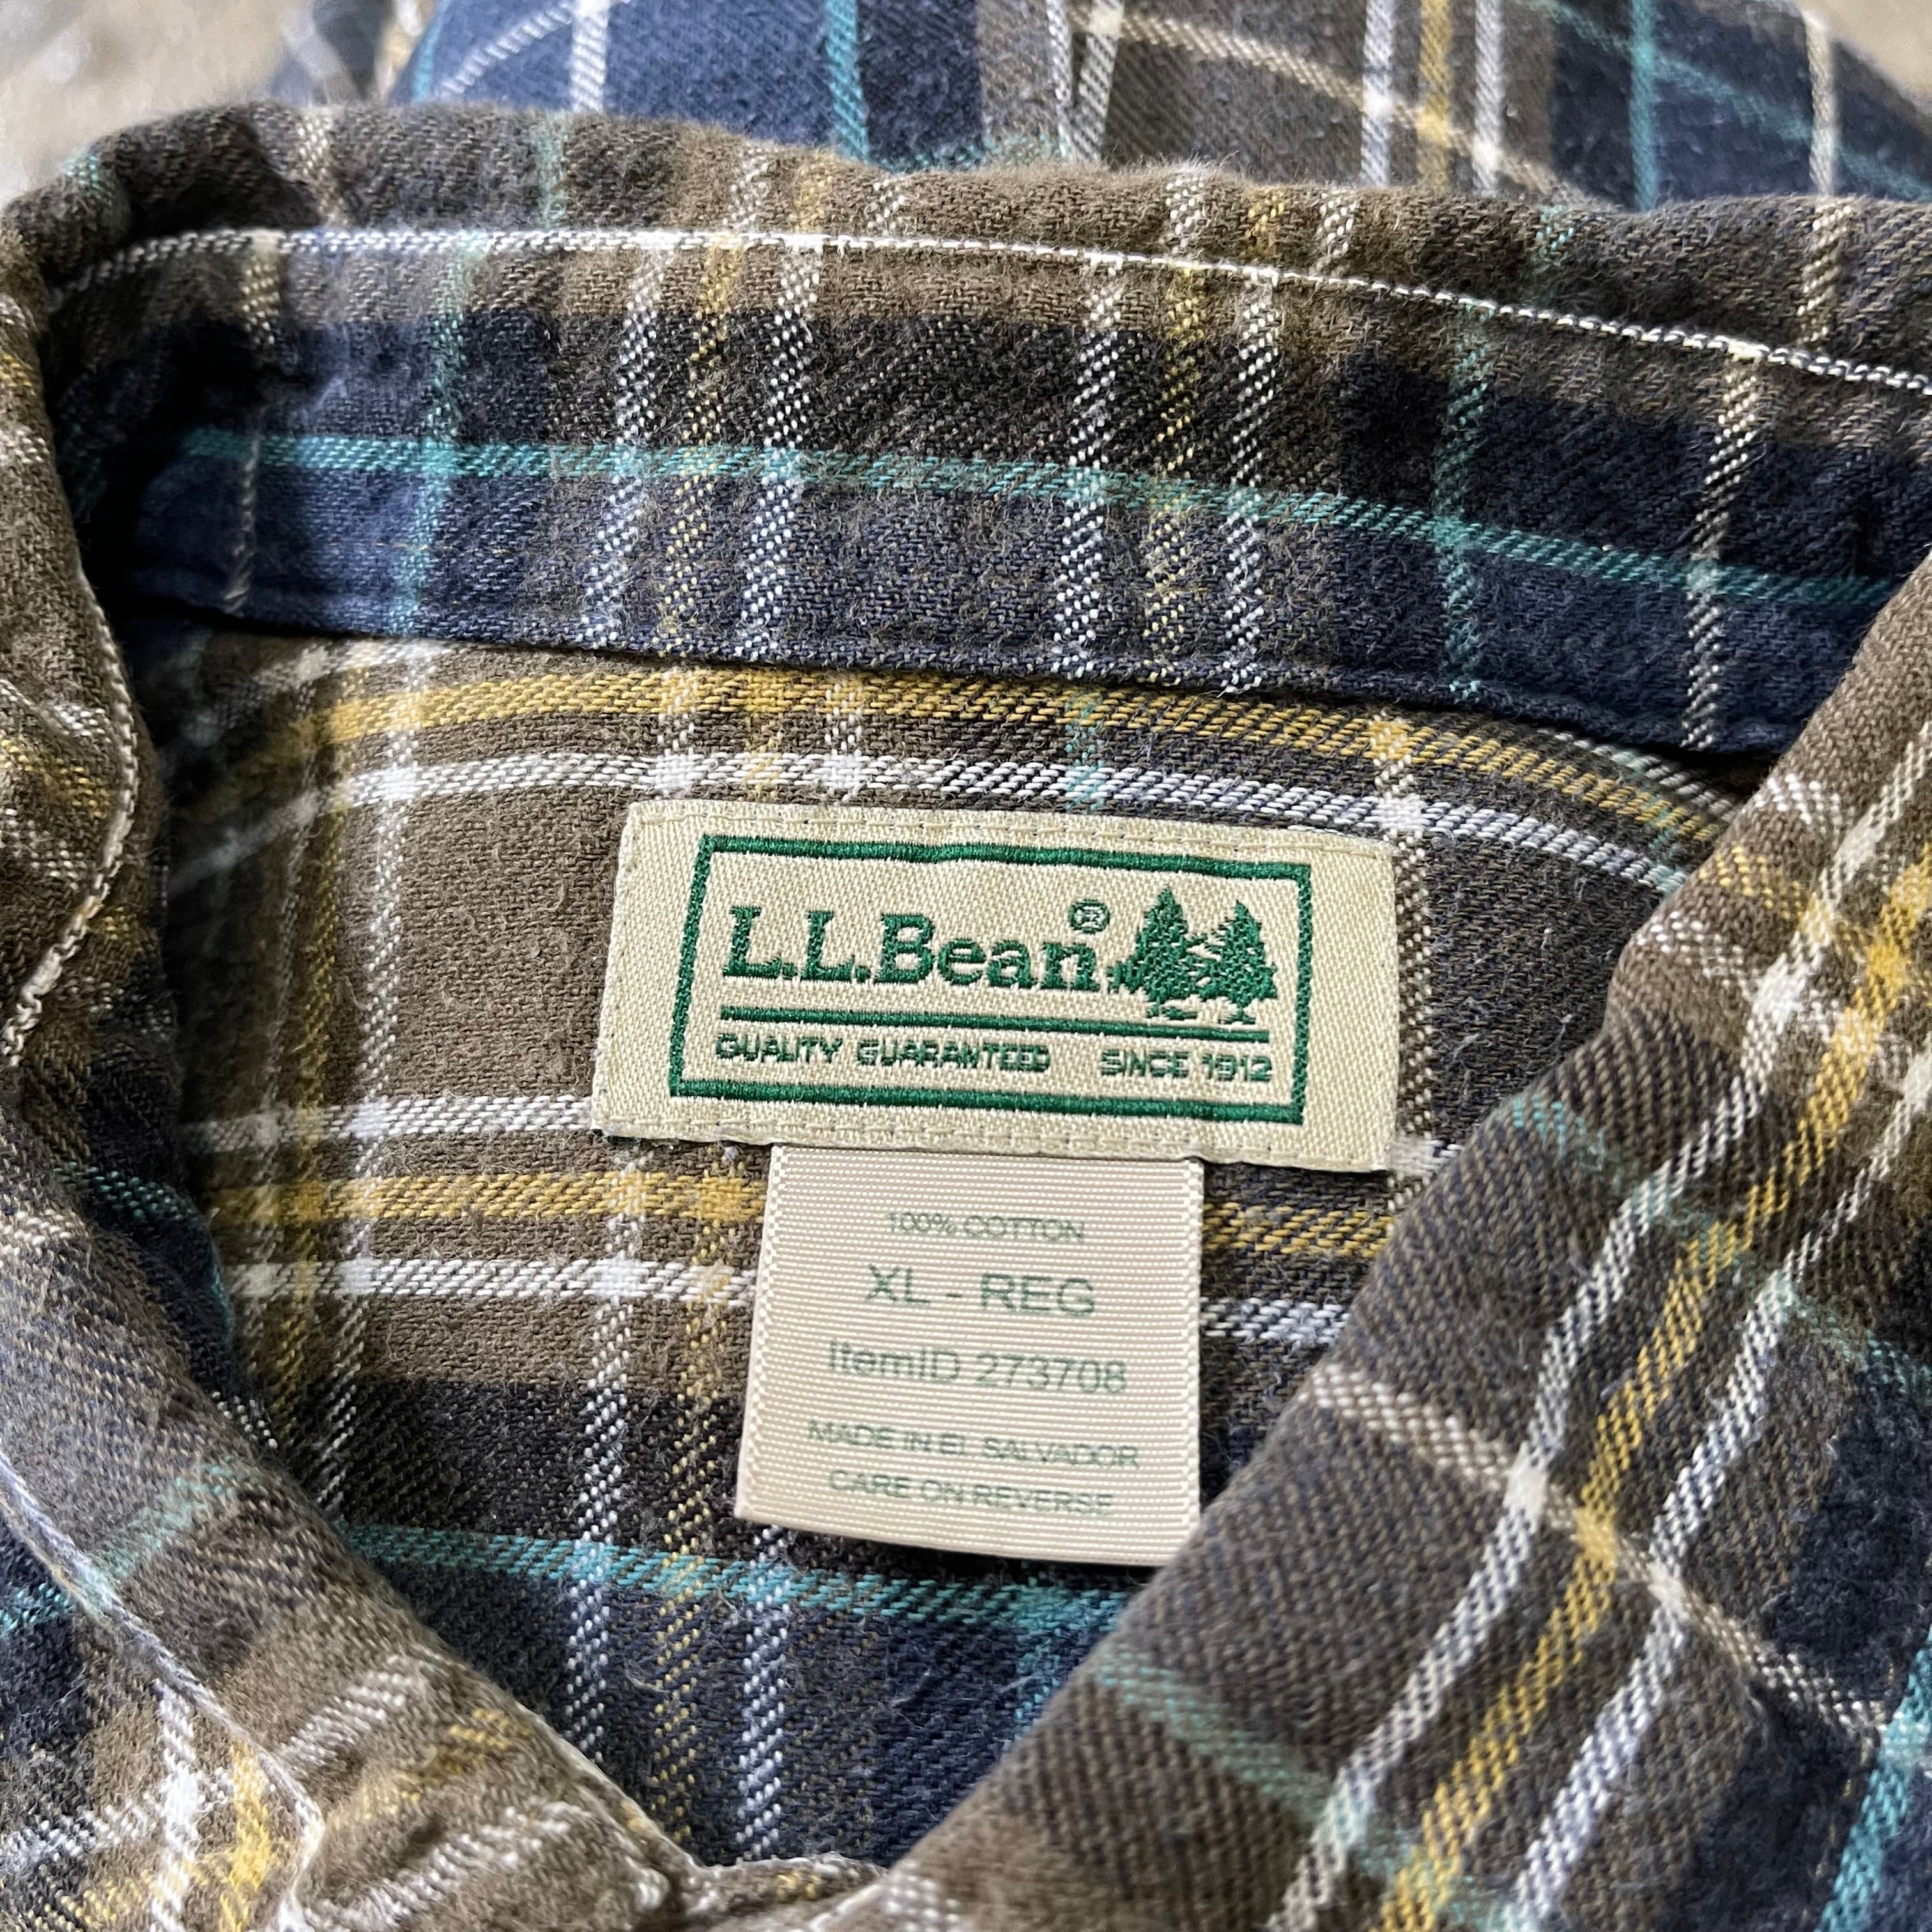 L.L.Bean®
QUALITY GUARANTEED SINCE 1912
100% COTTON
XL - REG
ItemID 273708
MADE IN EL SALVADOR
CARE ON REVERSE